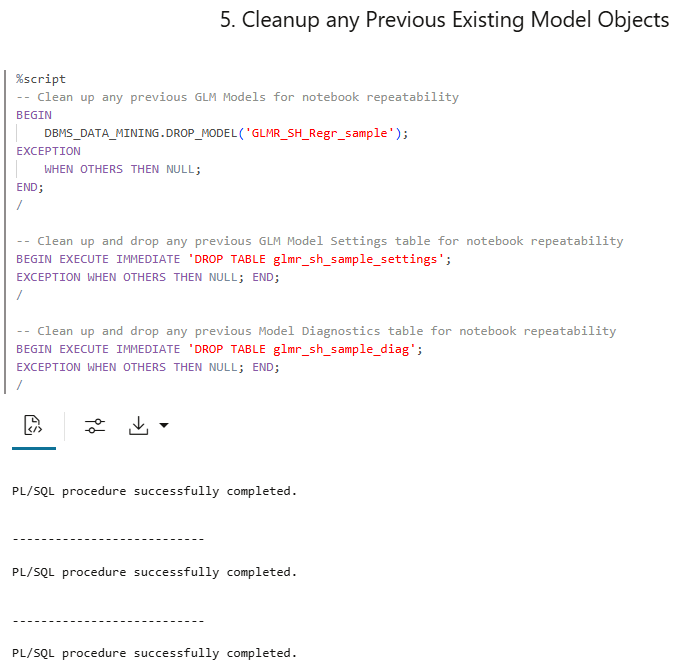 5. Cleanup any Previous Existing Model Objects
%script
-- Clean up any previous GLM Models for notebook repeatability
BEGIN
    DBMS_DATA_MINING.DROP_MODEL('GLMR_SH_Regr_sample');
EXCEPTION
    WHEN OTHERS THEN NULL;
END;
/
-- Clean up and drop any previous GLM Model Settings table for notebook repeatability
BEGIN EXECUTE IMMEDIATE 'DROP TABLE glmr_sh_sample_settings';
EXCEPTION WHEN OTHERS THEN NULL; END;
/
-- Clean up and drop any previous Model Diagnostics table for notebook repeatability
BEGIN EXECUTE IMMEDIATE 'DROP TABLE glmr_sh_sample_diag';
EXCEPTION WHEN OTHERS THEN NULL; END;
/
PL/SQL procedure successfully completed.
---------------------------
PL/SQL procedure successfully completed.
---------------------------
PL/SQL procedure successfully completed.